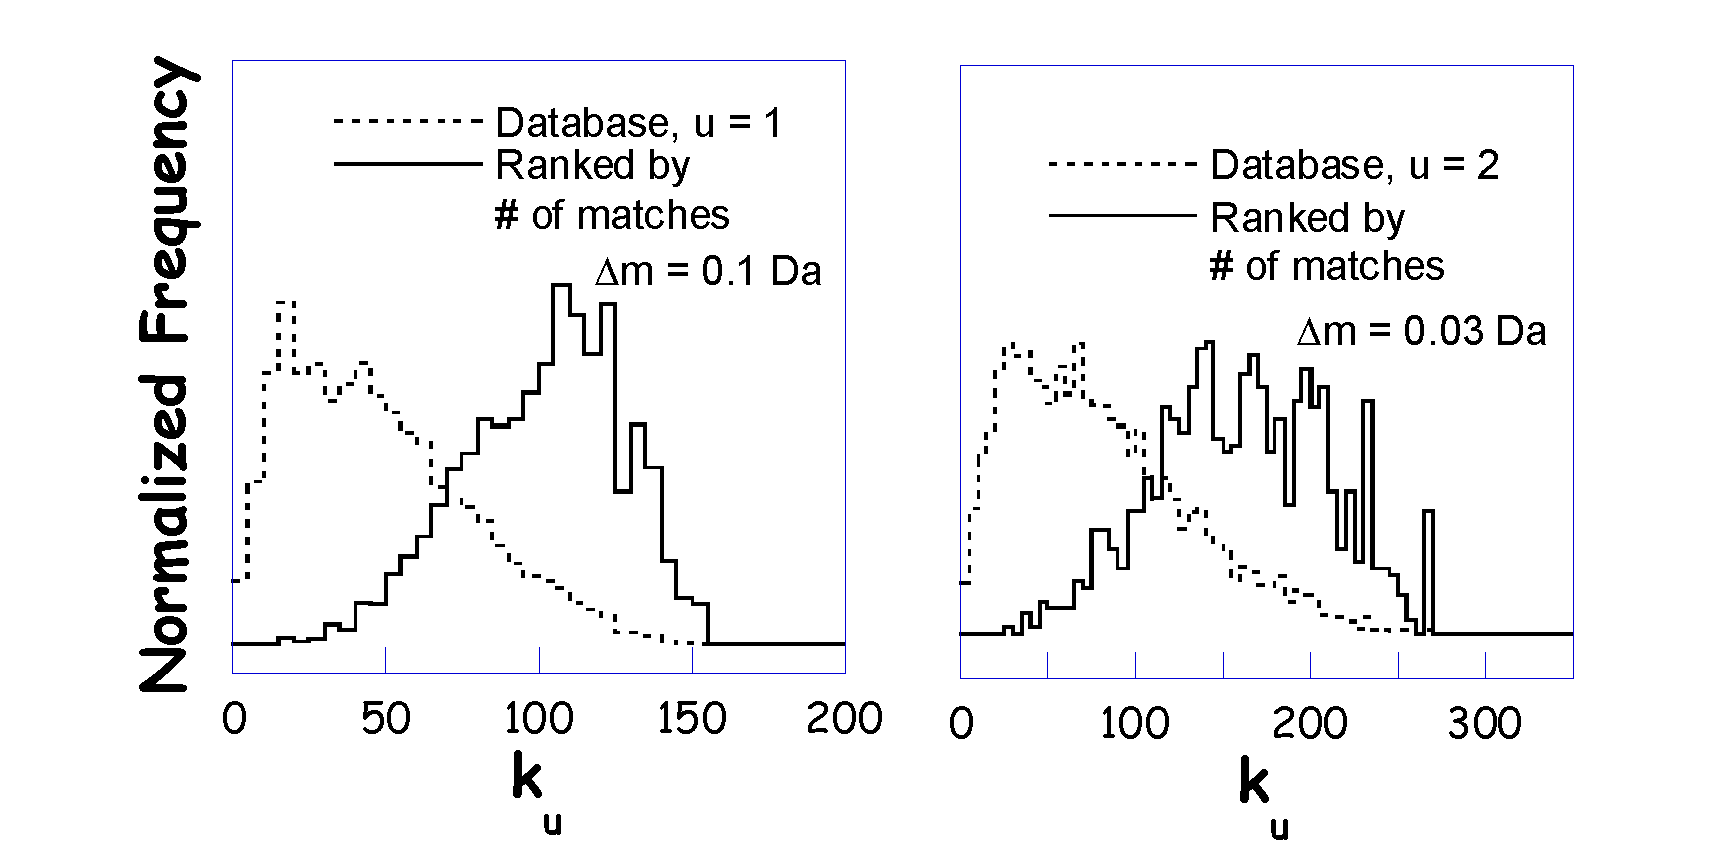 Normalized Frequency
Database, u = 1
Ranked by
# of matches
Δm = 0.1 Da
0 50 100 150 200
k u
Database, u = 2
Ranked by
# of matches
Δm = 0.03 Da
0 100 200 300
k u